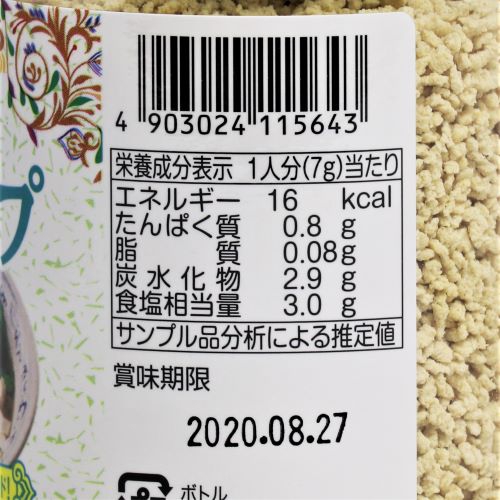 プ
4 903024 115643
栄養成分表示 1人分(7g)当たり
エネルギー 16 kcal
たんぱく質 0.8 g
脂質 0.08g
炭水化物 2.9 g
食塩相当量 3.0 g
サンプル品分析による推定値
賞味期限
2020.08.27
プラ ボトル